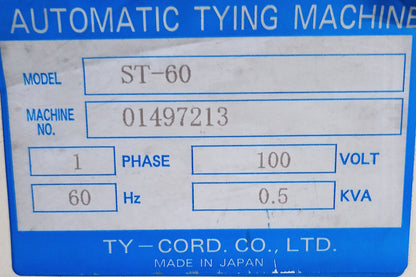 AUTOMATIC TYING MACHINE
MODEL ST-60
MACHINE NO. 01497213
1 PHASE 100 VOLT
60 Hz 0.5 KVA
TY-CORD. CO., LTD.
MADE IN JAPAN